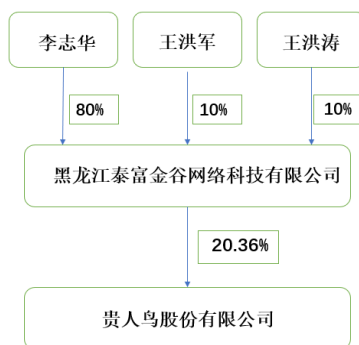 李志华 王洪军 王洪涛
80% 10% 10%
黑龙江泰富金谷网络科技有限公司
20.36%
贵人鸟股份有限公司